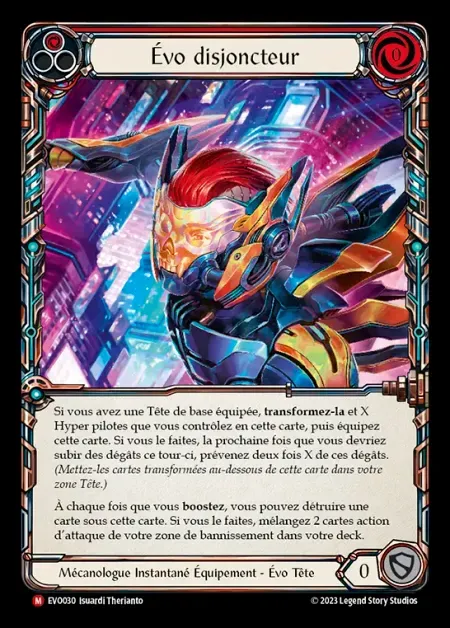 Évo disjoncteur
0
Si vous avez une Tête de base équipée, transformez-la et X
Hyper pilotes que vous contrôlez en cette carte, puis équipez
cette carte. Si vous le faites, la prochaine fois que vous devriez
subir des dégâts ce tour-ci, prévenez deux fois X de ces dégâts.
(Mettez-les cartes transformées au-dessous de cette carte dans votre
zone Tête.)
À chaque fois que vous boostez, vous pouvez détruire une
carte sous cette carte. Si vous le faites, mélangez 2 cartes action
d'attaque de votre zone de bannissement dans votre deck.
Mécanologue Instantané Équipement - Évo Tête
0
M EVO030 Isuardi Therianto
© 2023 Legend Story Studios